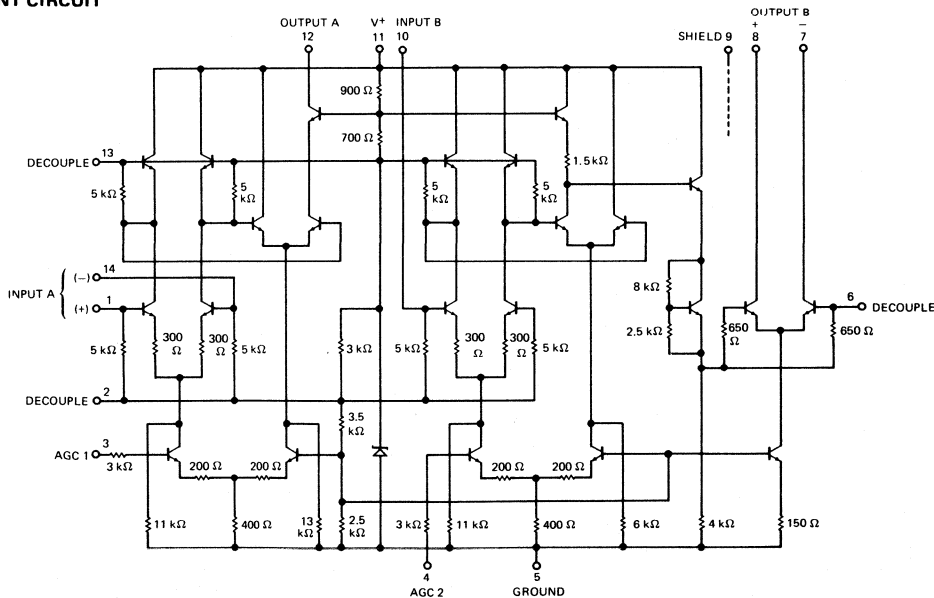 NT CIRCUIT
OUTPUT A
12
V+
11
INPUT B
10
OUTPUT B
SHIELD 9
+
8
−
7
900 Ω
700 Ω
13
DECOUPLE
1.5 kΩ
5 kΩ
5
kΩ
5
kΩ
5
kΩ
14
(−)
INPUT A
1
(+)
8 kΩ
6
DECOUPLE
5 kΩ
300
Ω
300
Ω
5 kΩ
3 kΩ
5 kΩ
300
Ω
300
Ω
5 kΩ
2.5 kΩ
650
Ω
650 Ω
2
DECOUPLE
3.5
kΩ
3
AGC 1
3 kΩ
200 Ω
200 Ω
200 Ω
200 Ω
11 kΩ
400 Ω
13
kΩ
2.5
kΩ
3 kΩ
11 kΩ
400 Ω
6 kΩ
4 kΩ
150 Ω
4
AGC 2
5
GROUND